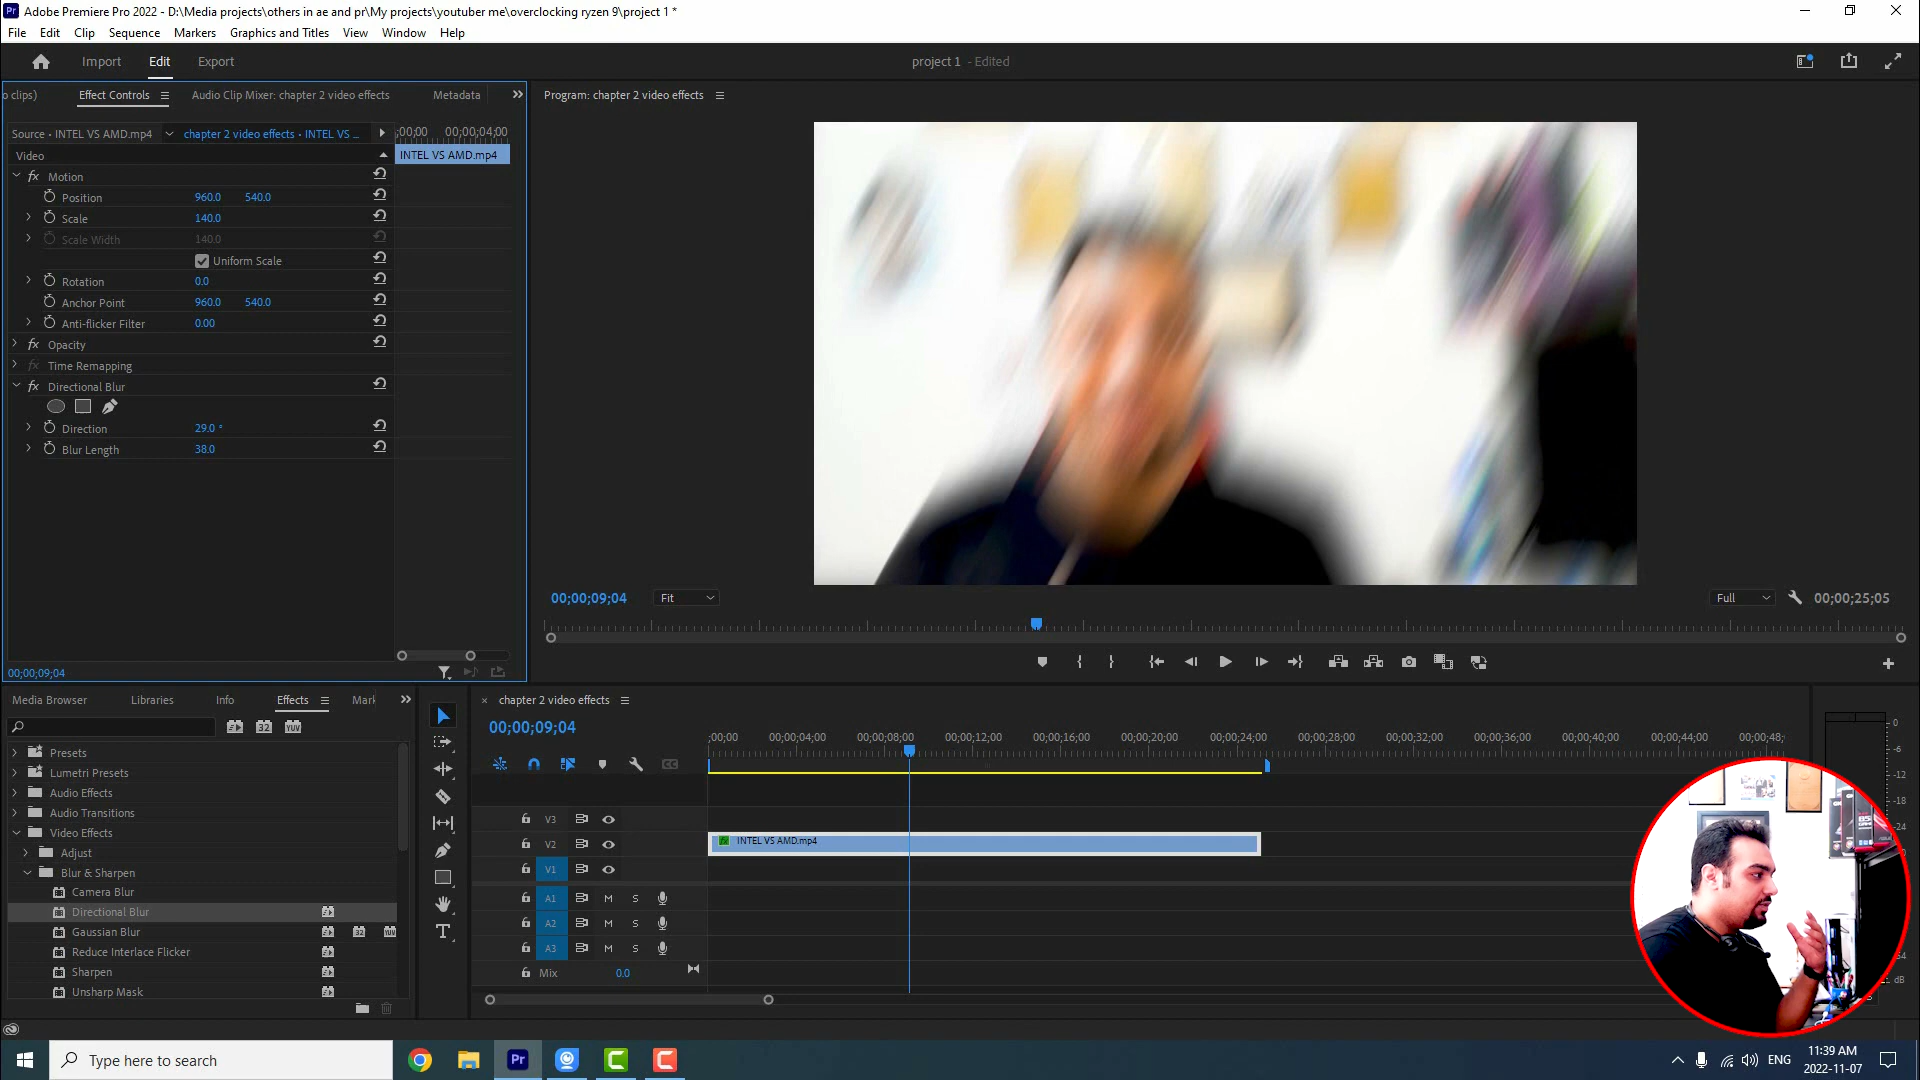 Pr Adobe Premiere Pro 2022 - D:\Media projects\others in ae and pr\My projects\youtuber me\overclocking ryzen 9\project 1 *
File Edit Clip Sequence Markers Graphics and Titles View Window Help
Import Edit Export
project 1 - Edited
o clips) Effect Controls Audio Clip Mixer: chapter 2 video effects Metadata
Program: chapter 2 video effects
Source • INTEL VS AMD.mp4 chapter 2 video effects • INTEL VS ... ;00;00 00;00;04;00
Video INTEL VS AMD.mp4
fx Motion
Position 960.0 540.0
Scale 140.0
Scale Width 140.0
Uniform Scale
Rotation 0.0
Anchor Point 960.0 540.0
Anti-flicker Filter 0.00
fx Opacity
fx Time Remapping
fx Directional Blur
Direction 29.0 °
Blur Length 38.0
00;00;09;04 Fit Full 00;00;25;05
00;00;09;04
Media Browser Libraries Info Effects Mark
32 YUV
Presets
Lumetri Presets
Audio Effects
Audio Transitions
Video Effects
Adjust
Blur & Sharpen
Camera Blur
Directional Blur
Gaussian Blur
Reduce Interlace Flicker
Sharpen
Unsharp Mask
× chapter 2 video effects
00;00;09;04
;00;00 00;00;04;00 00;00;08;00 00;00;12;00 00;00;16;00 00;00;20;00 00;00;24;00 00;00;28;00 00;00;32;00 00;00;36;00 00;00;40;00 00;00;44;00 00;00;48;
CC
V3
V2 fx INTEL VS AMD.mp4
V1
A1 M S
A2 M S
A3 M S
Mix 0.0
0
-6
-12
-18
-24
dB
Type here to search
Pr
ENG
11:39 AM
2022-11-07